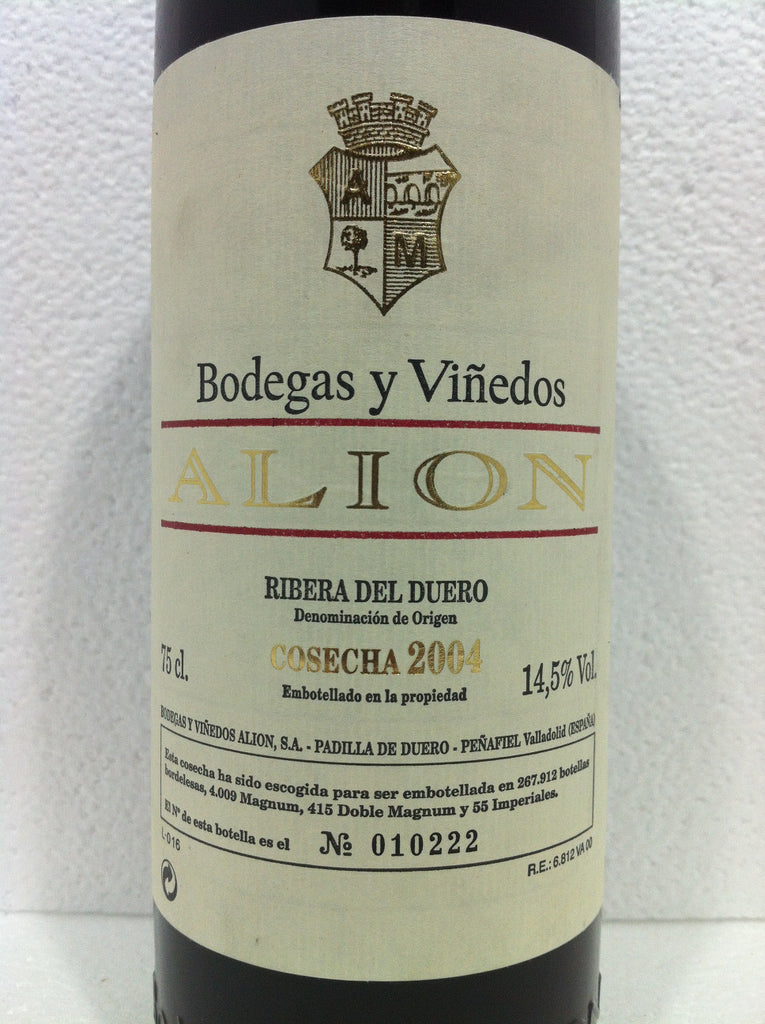 A
M
Bodegas y Viñedos
ALION
RIBERA DEL DUERO
Denominación de Origen
COSECHA 2004
75 cl.
14,5% Vol.
Embotellado en la propiedad
BODEGAS Y VIÑEDOS ALION, S.A. - PADILLA DE DUERO - PEÑAFIEL Valladolid (ESPAÑA)
Esta cosecha ha sido escogida para ser embotellada en 267.912 botellas
bordelesas, 4.009 Magnum, 415 Doble Magnum y 55 Imperiales.
El Nº de esta botella es el Nº 010222
L-016
R.E.: 6.812 VA 00